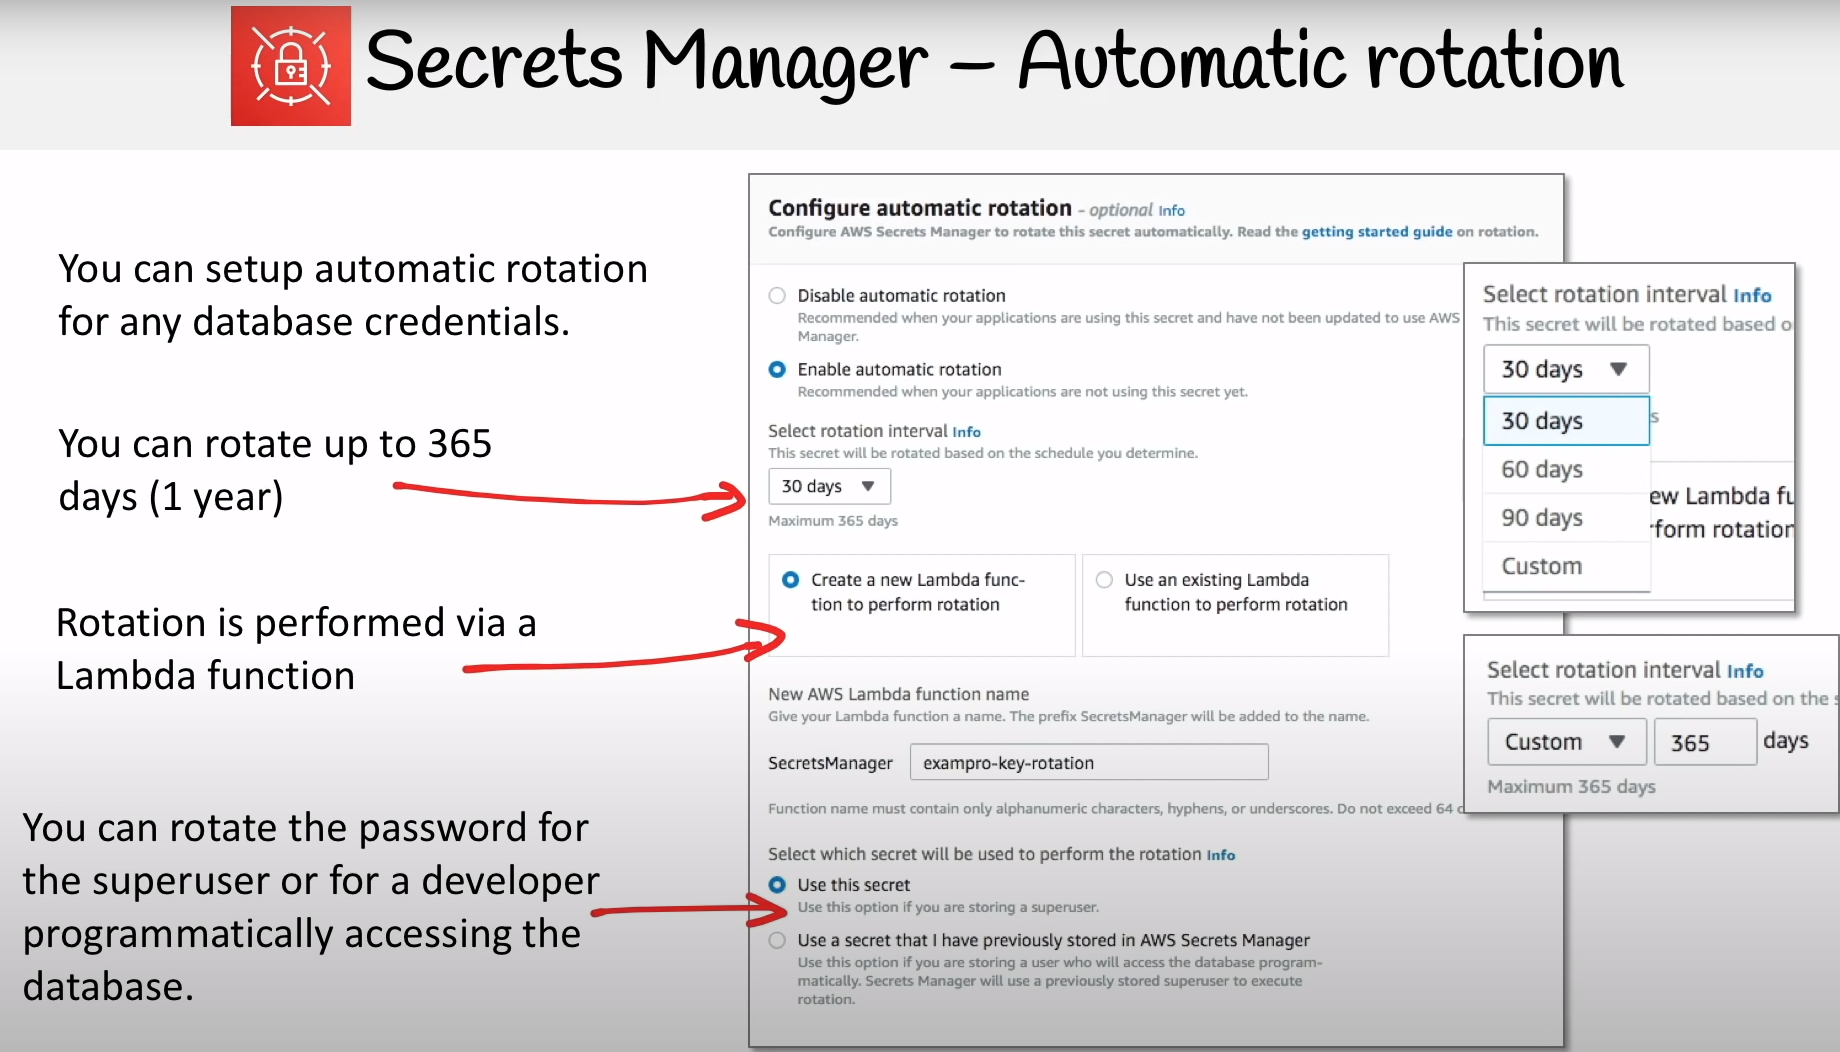 Secrets Manager – Automatic rotation
You can setup automatic rotation
for any database credentials.
You can rotate up to 365
days (1 year)
Rotation is performed via a
Lambda function
You can rotate the password for
the superuser or for a developer
programmatically accessing the
database.
Configure automatic rotation - optional Info
Configure AWS Secrets Manager to rotate this secret automatically. Read the getting started guide on rotation.
Disable automatic rotation
Recommended when your applications are using this secret and have not been updated to use AWS
Manager.
Enable automatic rotation
Recommended when your applications are not using this secret yet.
Select rotation interval Info
This secret will be rotated based on the schedule you determine.
30 days
Maximum 365 days
Create a new Lambda func-
tion to perform rotation
Use an existing Lambda
function to perform rotation
New AWS Lambda function name
Give your Lambda function a name. The prefix SecretsManager will be added to the name.
SecretsManager exampro-key-rotation
Function name must contain only alphanumeric characters, hyphens, or underscores. Do not exceed 64 c
Select which secret will be used to perform the rotation Info
Use this secret
Use this option if you are storing a superuser.
Use a secret that I have previously stored in AWS Secrets Manager
Use this option if you are storing a user who will access the database program-
matically. Secrets Manager will use a previously stored superuser to execute
rotation.
Select rotation interval Info
This secret will be rotated based o
30 days
30 days s
60 days
90 days ew Lambda fu
form rotation
Custom
Select rotation interval Info
This secret will be rotated based on the s
Custom 365 days
Maximum 365 days